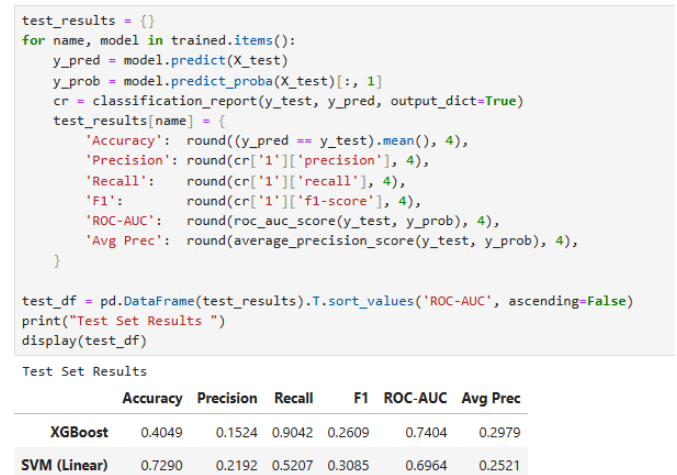 test_results = {}
for name, model in trained.items():
    y_pred = model.predict(X_test)
    y_prob = model.predict_proba(X_test)[:, 1]
    cr = classification_report(y_test, y_pred, output_dict=True)
    test_results[name] = {
        'Accuracy':  round((y_pred == y_test).mean(), 4),
        'Precision': round(cr['1']['precision'], 4),
        'Recall':    round(cr['1']['recall'], 4),
        'F1':        round(cr['1']['f1-score'], 4),
        'ROC-AUC':   round(roc_auc_score(y_test, y_prob), 4),
        'Avg Prec':  round(average_precision_score(y_test, y_prob), 4),
    }
test_df = pd.DataFrame(test_results).T.sort_values('ROC-AUC', ascending=False)
print("Test Set Results ")
display(test_df)
Test Set Results
Accuracy Precision Recall F1 ROC-AUC Avg Prec
XGBoost 0.4049 0.1524 0.9042 0.2609 0.7404 0.2979
SVM (Linear) 0.7290 0.2192 0.5207 0.3085 0.6964 0.2521